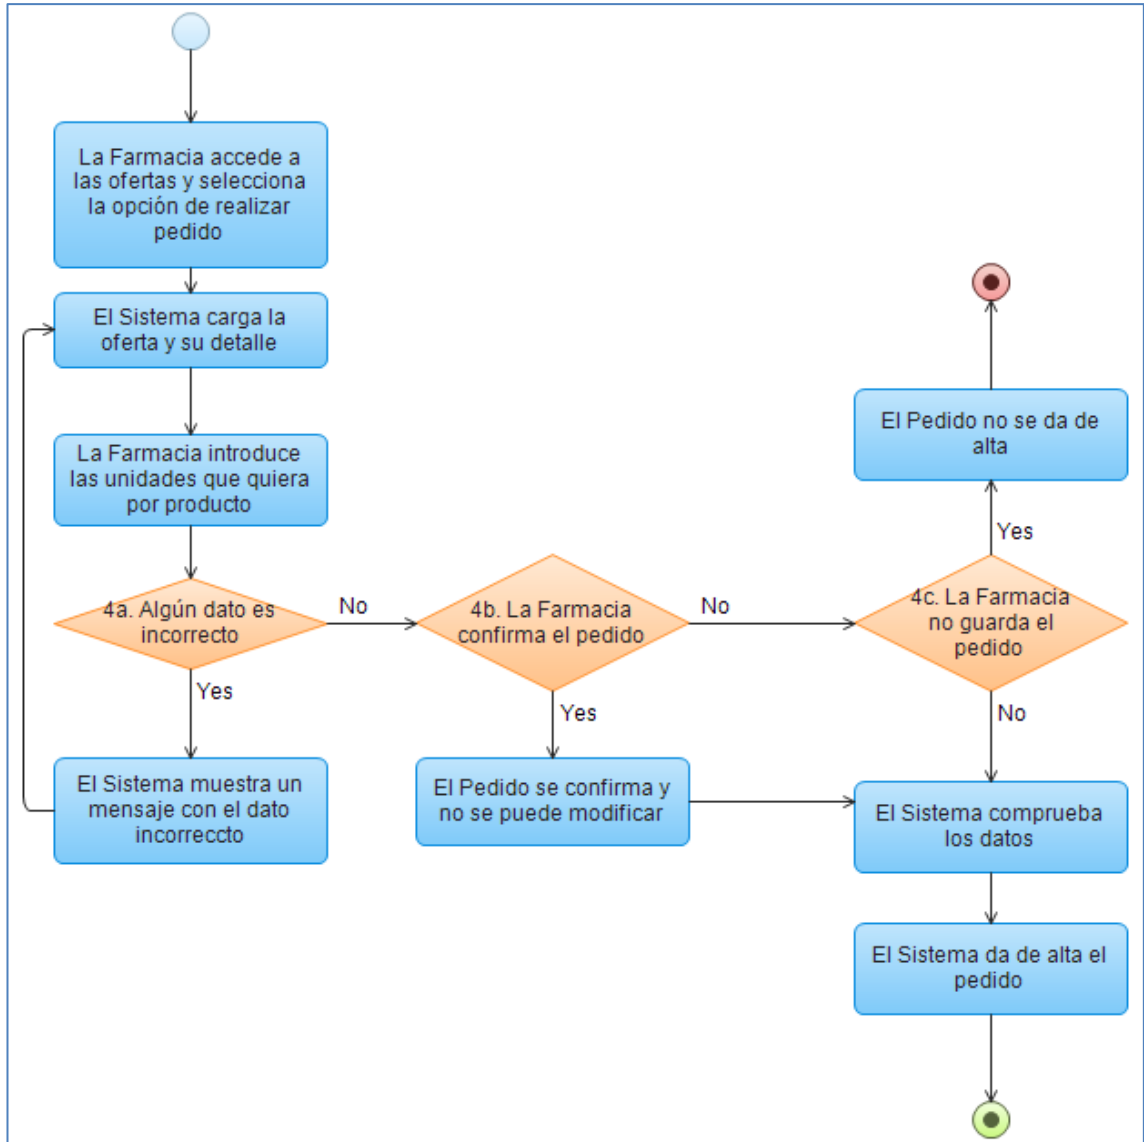 La Farmacia accede a
las ofertas y selecciona
la opción de realizar
pedido
El Sistema carga la
oferta y su detalle
La Farmacia introduce
las unidades que quiera
por producto
4a. Algún dato es
incorrecto
No
Yes
El Sistema muestra un
mensaje con el dato
incorreccto
4b. La Farmacia
confirma el pedido
No
Yes
El Pedido se confirma y
no se puede modificar
4c. La Farmacia
no guarda el
pedido
Yes
El Pedido no se da de
alta
No
El Sistema comprueba
los datos
El Sistema da de alta el
pedido